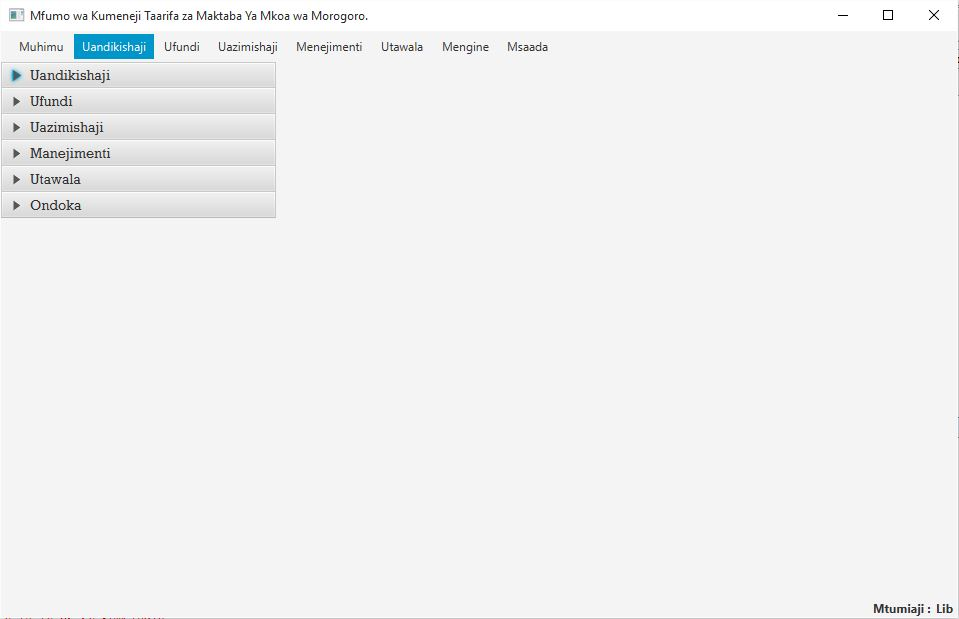 Mfumo wa Kumeneji Taarifa za Maktaba Ya Mkoa wa Morogoro.
Muhimu Uandikishaji Ufundi Uazimishaji Menejimenti Utawala Mengine Msaada
Uandikishaji
Ufundi
Uazimishaji
Manejimenti
Utawala
Ondoka
Mtumiaji : Lib